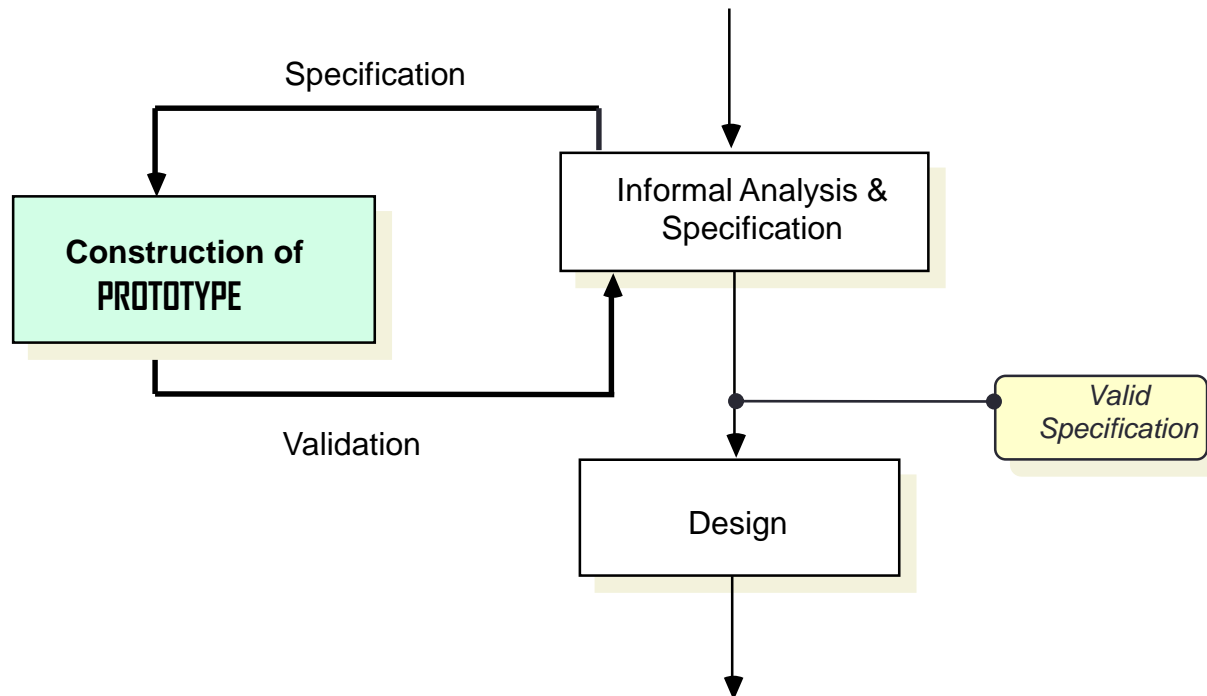 Specification
Informal Analysis &
Specification
Construction of
PROTOTYPE
Validation
Valid
Specification
Design